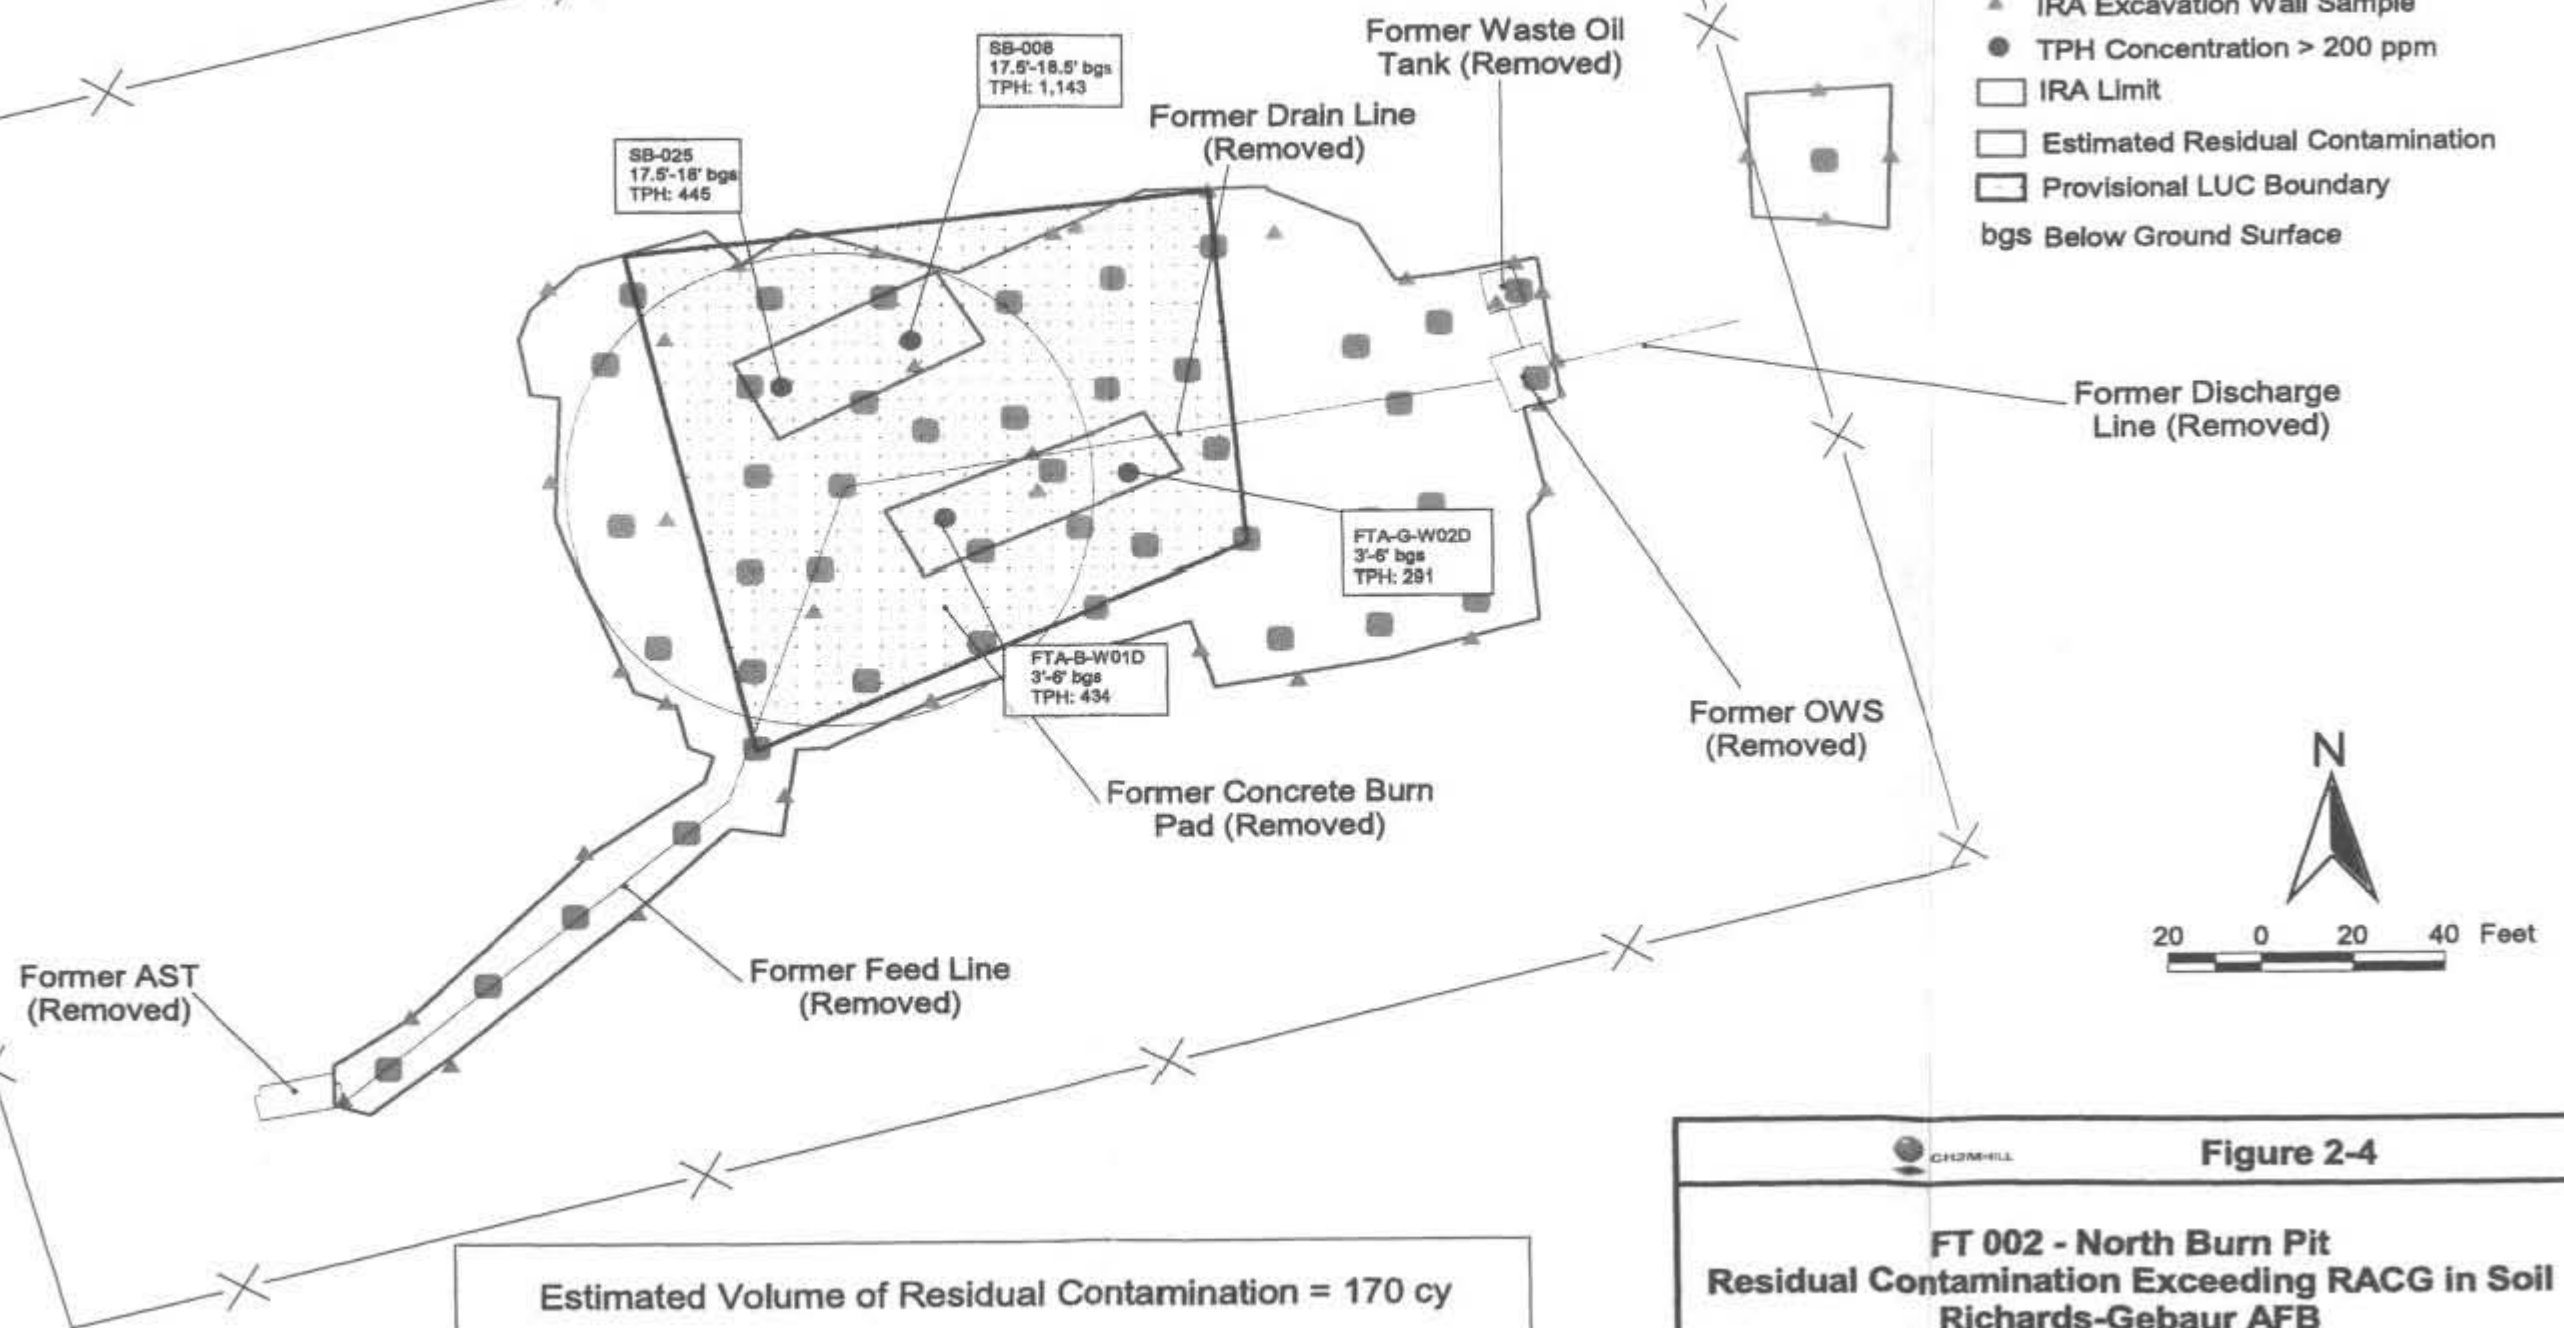 IRA Excavation Wall Sample
TPH Concentration > 200 ppm
IRA Limit
Estimated Residual Contamination
Provisional LUC Boundary
bgs Below Ground Surface
SB-008
17.5'-18.5' bgs
TPH: 1,143
Former Waste Oil
Tank (Removed)
Former Drain Line
(Removed)
SB-025
17.5'-18' bgs
TPH: 445
Former Discharge
Line (Removed)
FTA-G-W02D
3'-6' bgs
TPH: 291
FTA-B-W01D
3'-6' bgs
TPH: 434
Former OWS
(Removed)
Former Concrete Burn
Pad (Removed)
N
20 0 20 40 Feet
Former AST
(Removed)
Former Feed Line
(Removed)
CH2MHILL
Figure 2-4
FT 002 - North Burn Pit
Residual Contamination Exceeding RACG in Soil
Richards-Gebaur AFB
Estimated Volume of Residual Contamination = 170 cy